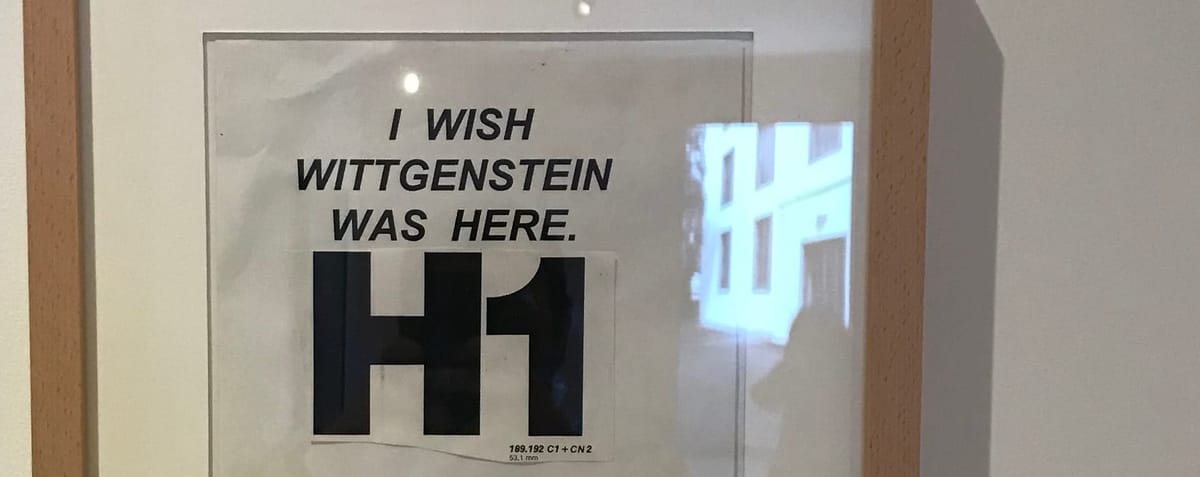 I WISH
WITTGENSTEIN
WAS HERE.
H1
189.192 C1+CN2
53,1 mm